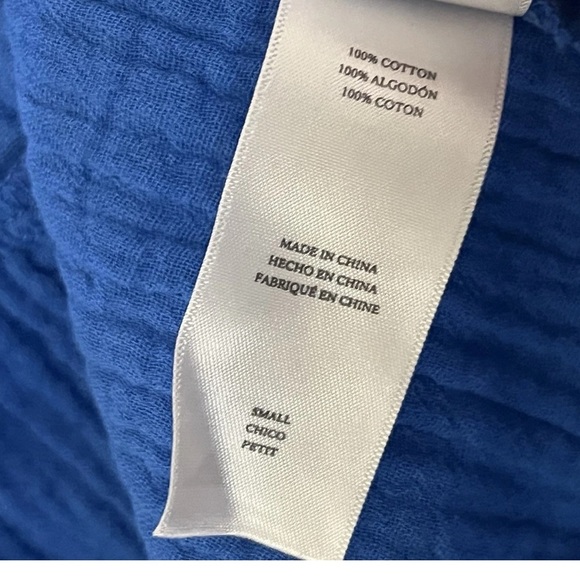 100% COTTON
100% ALGODÓN
100% COTON
MADE IN CHINA
HECHO EN CHINA
FABRIQUÉ EN CHINE
SMALL
CHICO
PETIT